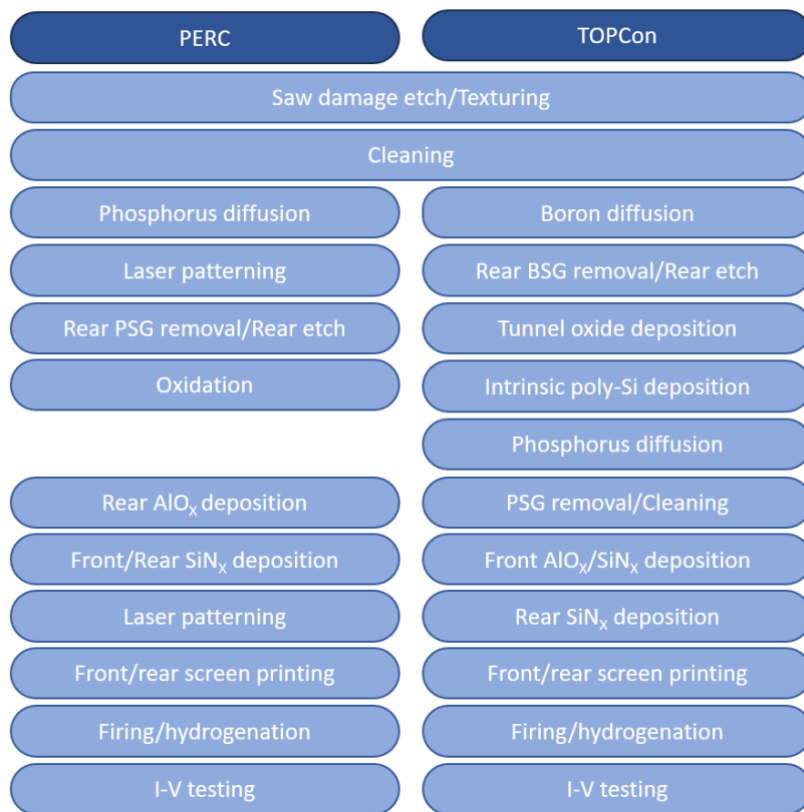 PERC
TOPCon
Saw damage etch/Texturing
Cleaning
Phosphorus diffusion
Boron diffusion
Laser patterning
Rear BSG removal/Rear etch
Rear PSG removal/Rear etch
Tunnel oxide deposition
Oxidation
Intrinsic poly-Si deposition
Phosphorus diffusion
Rear AlOₓ deposition
PSG removal/Cleaning
Front/Rear SiNₓ deposition
Front AlOₓ/SiNₓ deposition
Laser patterning
Rear SiNₓ deposition
Front/rear screen printing
Front/rear screen printing
Firing/hydrogenation
Firing/hydrogenation
I-V testing
I-V testing